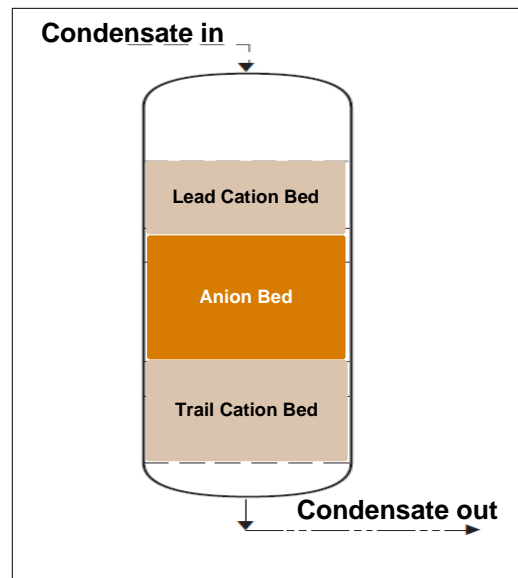 Condensate in
Lead Cation Bed
Anion Bed
Trail Cation Bed
Condensate out